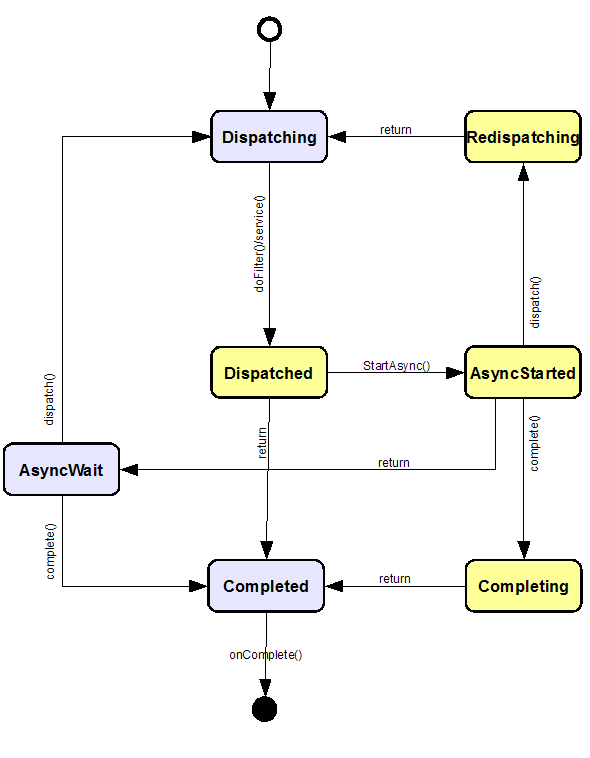 Dispatching
return
Redispatching
doFilter()/service()
dispatch()
Dispatched
StartAsync()
AsyncStarted
dispatch()
return
complete()
AsyncWait
return
complete()
Completed
return
Completing
onComplete()